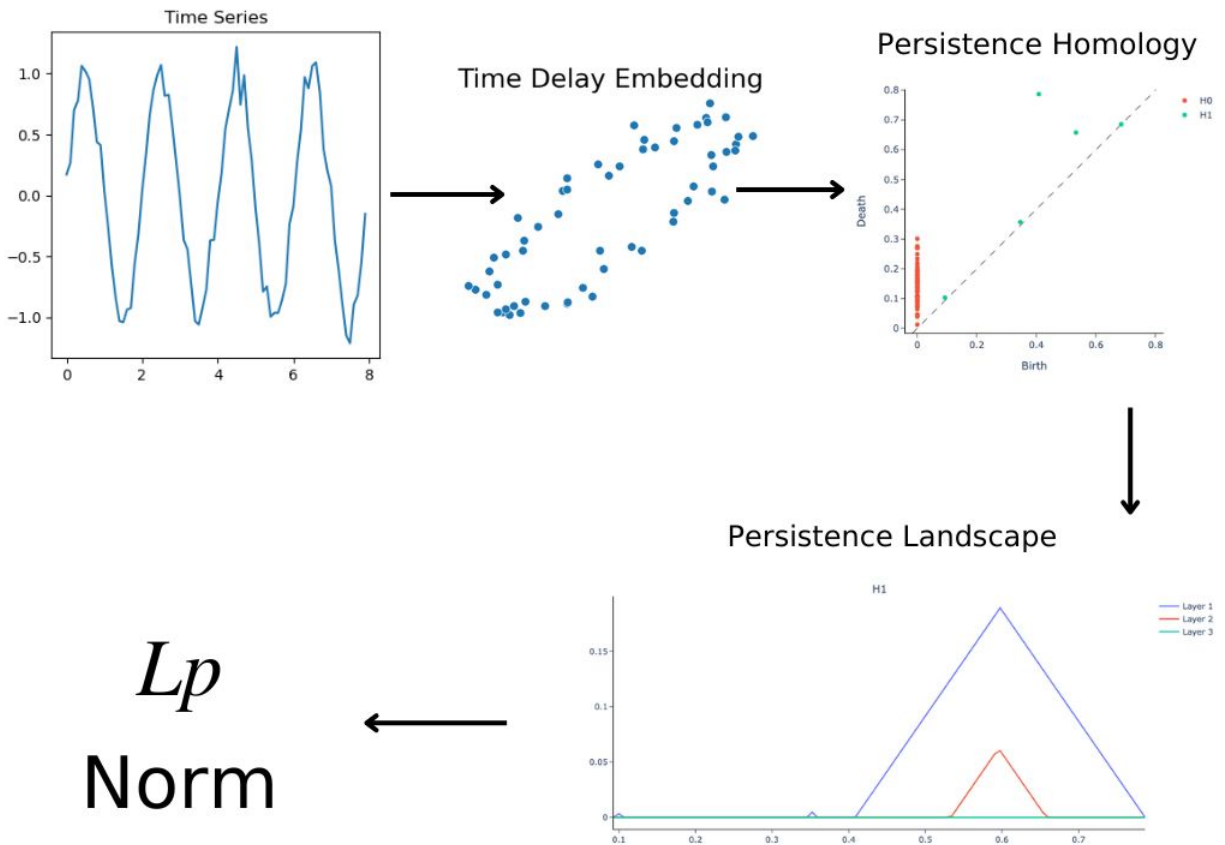 Time Series
1.0
0.5
0.0
−0.5
−1.0
0 2 4 6 8
Time Delay Embedding
Persistence Homology
0.8
0.7
0.6
0.5
0.4
0.3
0.2
0.1
0
Death
0 0.2 0.4 0.6 0.8
Birth
H0
H1
Persistence Landscape
H1
0.15
0.1
0.05
0
0.1 0.2 0.3 0.4 0.5 0.6 0.7
Layer 1
Layer 2
Layer 3
Lp
Norm